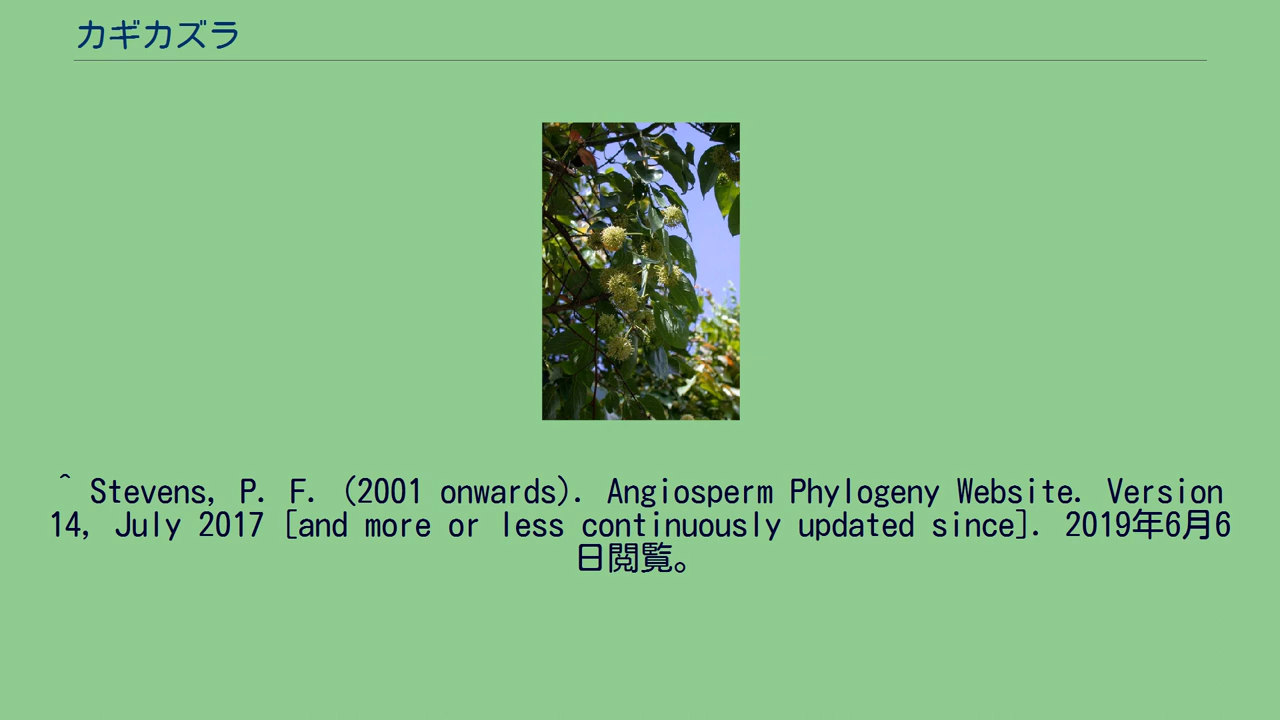 カギカズラ
^ Stevens, P. F. (2001 onwards). Angiosperm Phylogeny Website. Version
14, July 2017 [and more or less continuously updated since]. 2019年6月6
日閲覧。